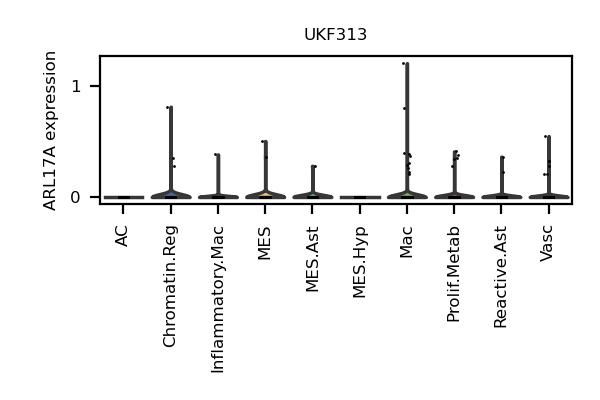 UKF313
ARL17A expression
1
0
AC
Chromatin.Reg
Inflammatory.Mac
MES
MES.Ast
MES.Hyp
Mac
Prolif.Metab
Reactive.Ast
Vasc